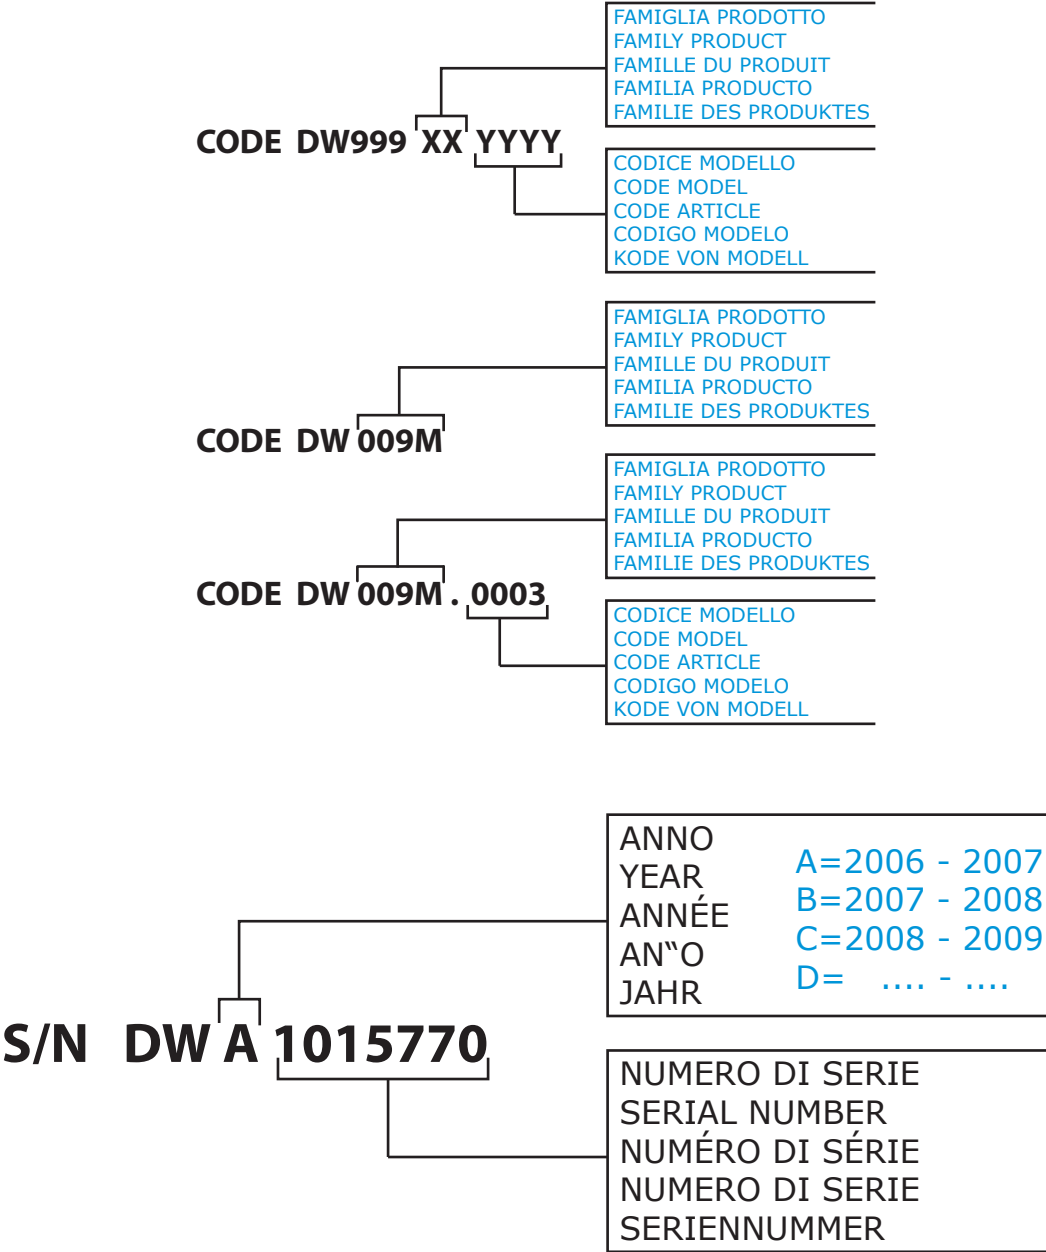 FAMIGLIA PRODOTTO
FAMILY PRODUCT
FAMILLE DU PRODUIT
FAMILIA PRODUCTO
FAMILIE DES PRODUKTES
CODE DW999 XX YYYY
CODICE MODELLO
CODE MODEL
CODE ARTICLE
CODIGO MODELO
KODE VON MODELL
FAMIGLIA PRODOTTO
FAMILY PRODUCT
FAMILLE DU PRODUIT
FAMILIA PRODUCTO
FAMILIE DES PRODUKTES
CODE DW 009M
FAMIGLIA PRODOTTO
FAMILY PRODUCT
FAMILLE DU PRODUIT
FAMILIA PRODUCTO
FAMILIE DES PRODUKTES
CODE DW 009M . 0003
CODICE MODELLO
CODE MODEL
CODE ARTICLE
CODIGO MODELO
KODE VON MODELL
ANNO
YEAR
ANNÉE
AN‟O
JAHR
A=2006 - 2007
B=2007 - 2008
C=2008 - 2009
D= .... - ....
S/N DW A 1015770
NUMERO DI SERIE
SERIAL NUMBER
NUMÉRO DI SÉRIE
NUMERO DI SERIE
SERIENNUMMER